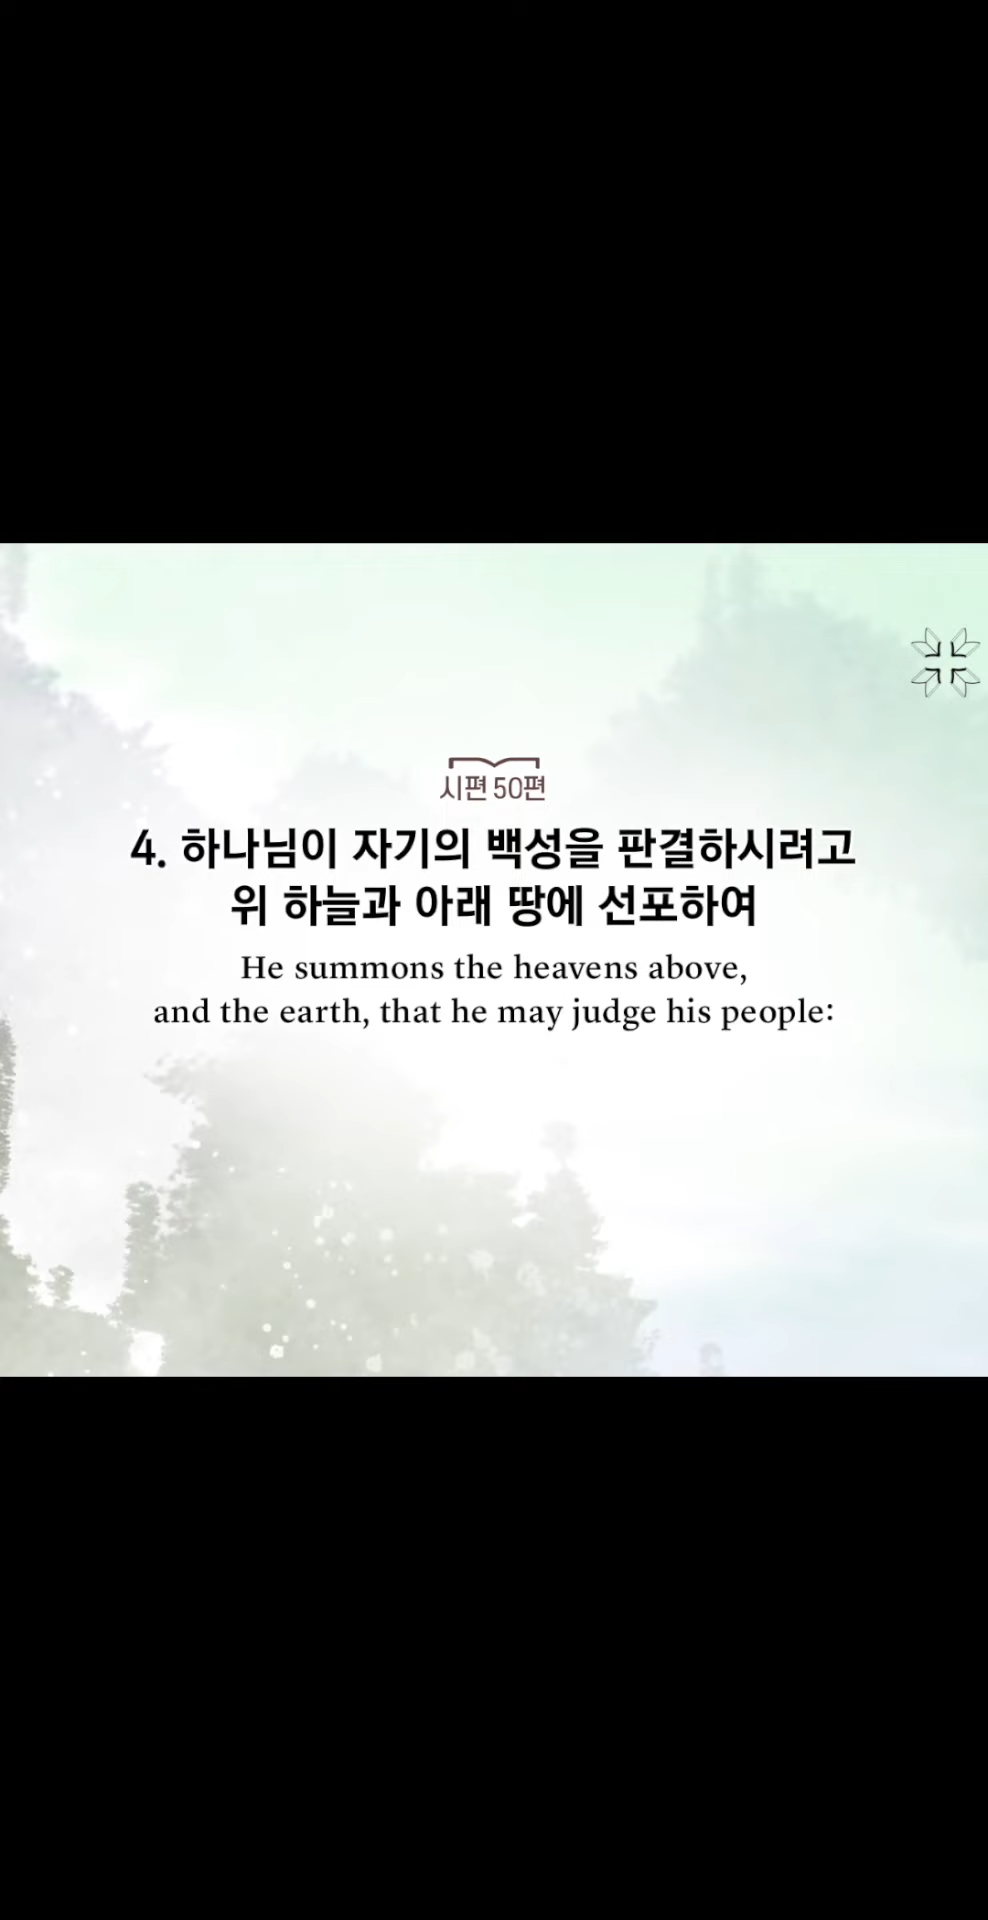 시편 50편
4. 하나님이 자기의 백성을 판결하시려고
위 하늘과 아래 땅에 선포하여
He summons the heavens above,
and the earth, that he may judge his people: